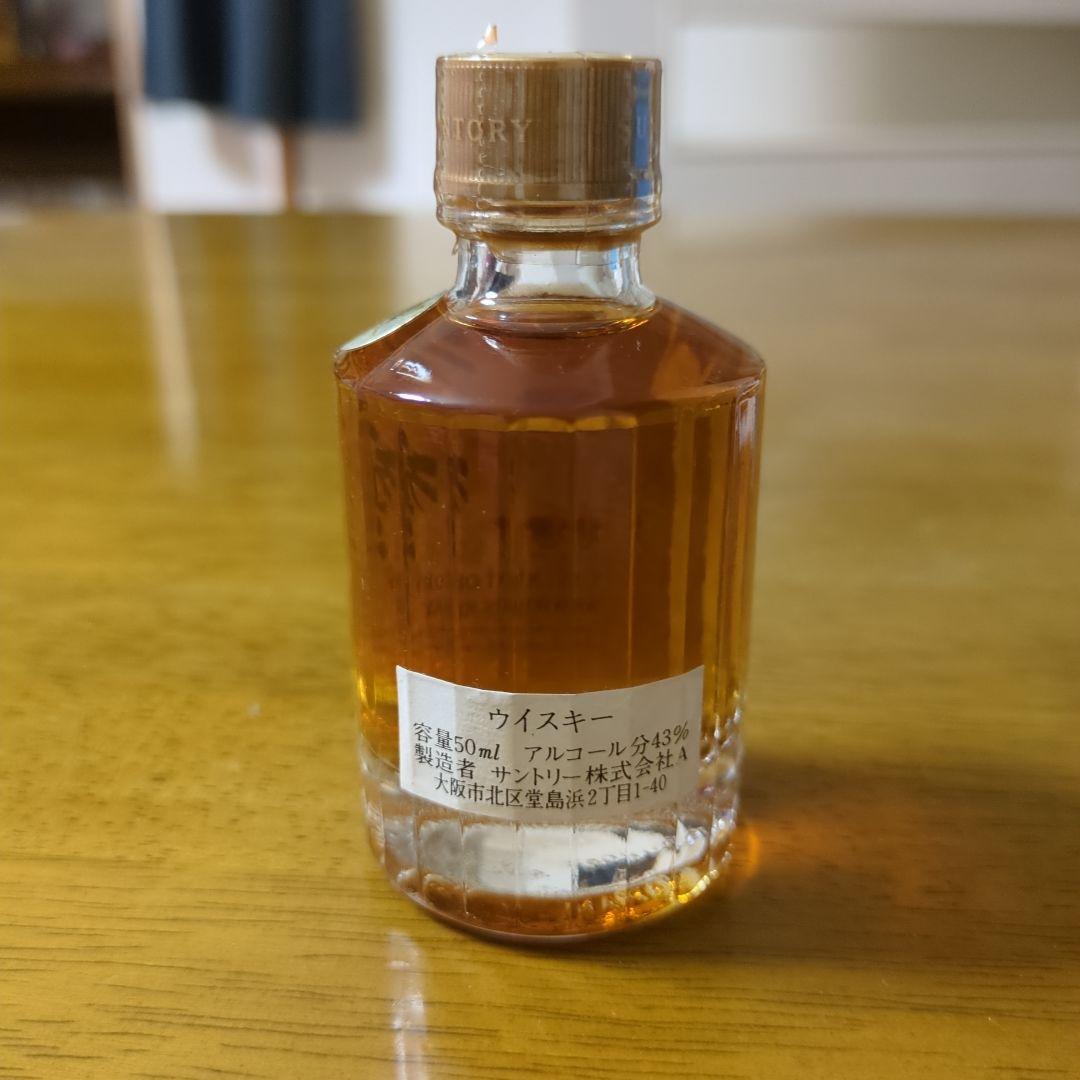 NTORY SU
ウイスキー
容量50ml アルコール分43%
製造者 サントリー株式会社A
大阪市北区堂島浜2丁目1-40